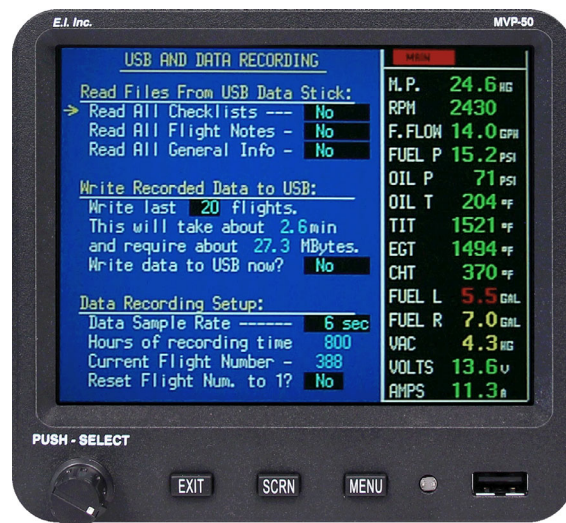 E.I. Inc.
MVP-50
USB AND DATA RECORDING
Read Files From USB Data Stick:
→ Read All Checklists --- No
Read All Flight Notes - No
Read All General Info - No
Write Recorded Data to USB:
Write last 20 flights.
This will take about 2.6min
and require about 27.3 MBytes.
Write data to USB now? No
Data Recording Setup:
Data Sample Rate ------ 6 sec
Hours of recording time 800
Current Flight Number - 388
Reset Flight Num. to 1? No
MAIN
M.P. 24.6 HG
RPM 2430
F.FLOW 14.0 GPH
FUEL P 15.2 PSI
OIL P 71 PSI
OIL T 204 °F
TIT 1521 °F
EGT 1494 °F
CHT 370 °F
FUEL L 5.5 GAL
FUEL R 7.0 GAL
VAC 4.3 HG
VOLTS 13.6 V
AMPS 11.3 A
PUSH - SELECT
EXIT
SCRN
MENU